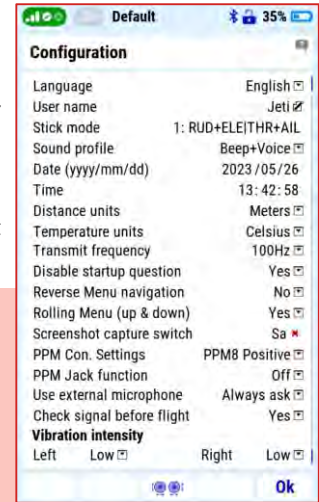 Default 35%
Configuration
Language English
User name Jeti
Stick mode 1: RUD+ELE|THR+AIL
Sound profile Beep+Voice
Date (yyyy/mm/dd) 2023/05/26
Time 13:42:58
Distance units Meters
Temperature units Celsius
Transmit frequency 100Hz
Disable startup question Yes
Reverse Menu navigation No
Rolling Menu (up & down) Yes
Screenshot capture switch Sa
PPM Con. Settings PPM8 Positive
PPM Jack function Off
Use external microphone Always ask
Check signal before flight Yes
Vibration intensity
Left Low Right Low
Ok